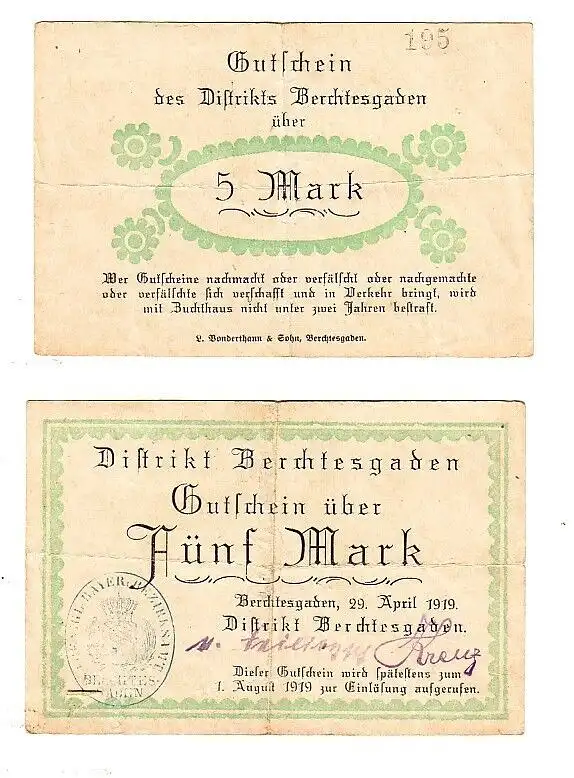 195
Gutschein
des Distrikts Berchtesgaden
über
5 Mark
Wer Gutscheine nachmacht oder verfälscht oder nachgemachte
oder verfälschte sich verschafft und in Verkehr bringt, wird
mit Zuchthaus nicht unter zwei Jahren bestraft.
L. Vonderthann & Sohn, Berchtesgaden.
Distrikt Berchtesgaden
Gutschein über
Fünf Mark
Berchtesgaden, 29. April 1919.
Distrikt Berchtesgaden.
Dieser Gutschein wird spätestens zum
1. August 1919 zur Einlösung aufgerufen.
BAYER. BEZIRKSAMT